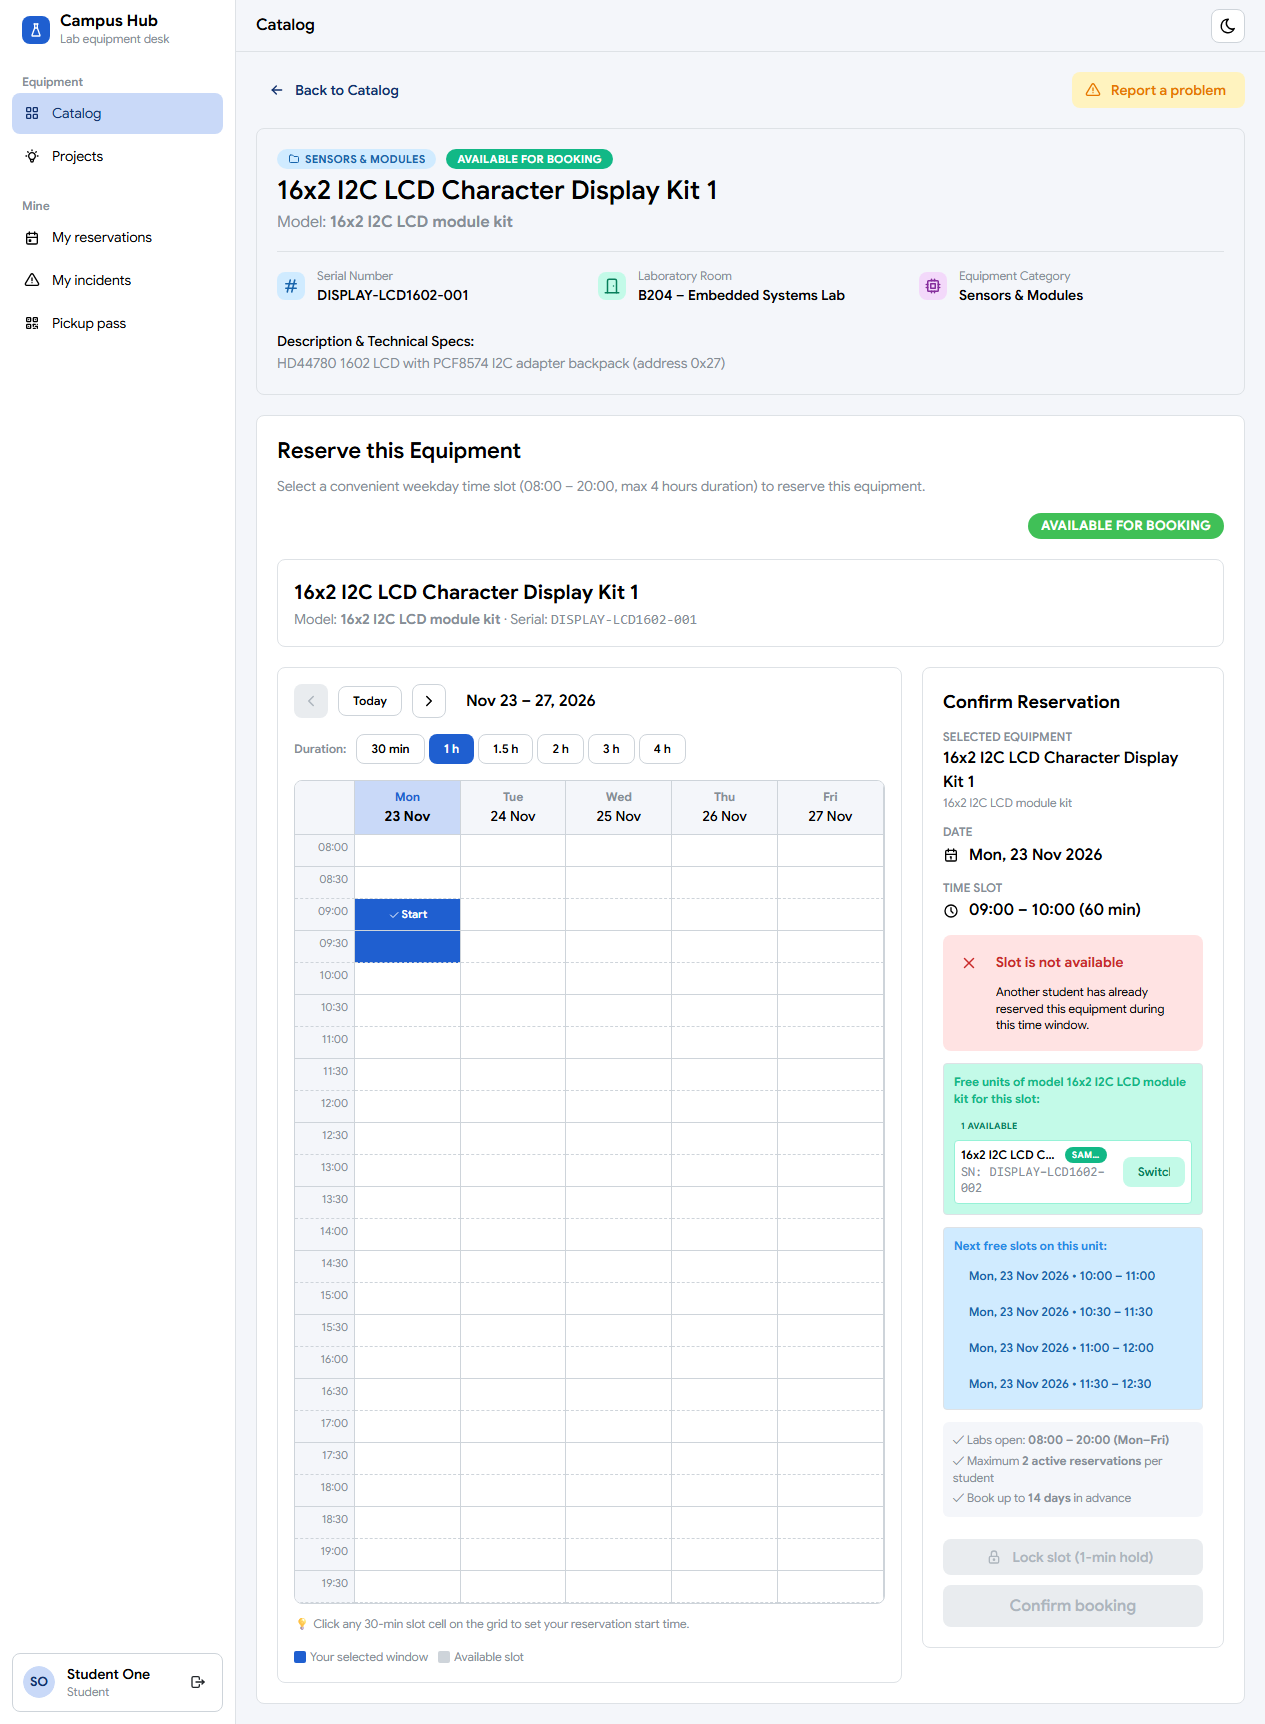 Campus Hub
Lab equipment desk
Equipment
Catalog
Projects
Mine
My reservations
My incidents
Pickup pass
SO
Student One
Student
Catalog
Back to Catalog
Report a problem
SENSORS & MODULES
AVAILABLE FOR BOOKING
16x2 I2C LCD Character Display Kit 1
Model: 16x2 I2C LCD module kit
Serial Number
DISPLAY-LCD1602-001
Laboratory Room
B204 – Embedded Systems Lab
Equipment Category
Sensors & Modules
Description & Technical Specs:
HD44780 1602 LCD with PCF8574 I2C adapter backpack (address 0x27)
Reserve this Equipment
Select a convenient weekday time slot (08:00 – 20:00, max 4 hours duration) to reserve this equipment.
AVAILABLE FOR BOOKING
16x2 I2C LCD Character Display Kit 1
Model: 16x2 I2C LCD module kit · Serial: DISPLAY-LCD1602-001
Today
Nov 23 – 27, 2026
Duration:
30 min
1 h
1.5 h
2 h
3 h
4 h
Mon
23 Nov
Tue
24 Nov
Wed
25 Nov
Thu
26 Nov
Fri
27 Nov
08:00
08:30
09:00
✓ Start
09:30
10:00
10:30
11:00
11:30
12:00
12:30
13:00
13:30
14:00
14:30
15:00
15:30
16:00
16:30
17:00
17:30
18:00
18:30
19:00
19:30
💡 Click any 30-min slot cell on the grid to set your reservation start time.
Your selected window
Available slot
Confirm Reservation
SELECTED EQUIPMENT
16x2 I2C LCD Character Display
Kit 1
16x2 I2C LCD module kit
DATE
Mon, 23 Nov 2026
TIME SLOT
09:00 – 10:00 (60 min)
Slot is not available
Another student has already
reserved this equipment during
this time window.
Free units of model 16x2 I2C LCD module
kit for this slot:
1 AVAILABLE
16x2 I2C LCD C...
SAM...
SN: DISPLAY-LCD1602-
002
Switch
Next free slots on this unit:
Mon, 23 Nov 2026 • 10:00 – 11:00
Mon, 23 Nov 2026 • 10:30 – 11:30
Mon, 23 Nov 2026 • 11:00 – 12:00
Mon, 23 Nov 2026 • 11:30 – 12:30
✓ Labs open: 08:00 – 20:00 (Mon–Fri)
✓ Maximum 2 active reservations per
student
✓ Book up to 14 days in advance
Lock slot (1-min hold)
Confirm booking